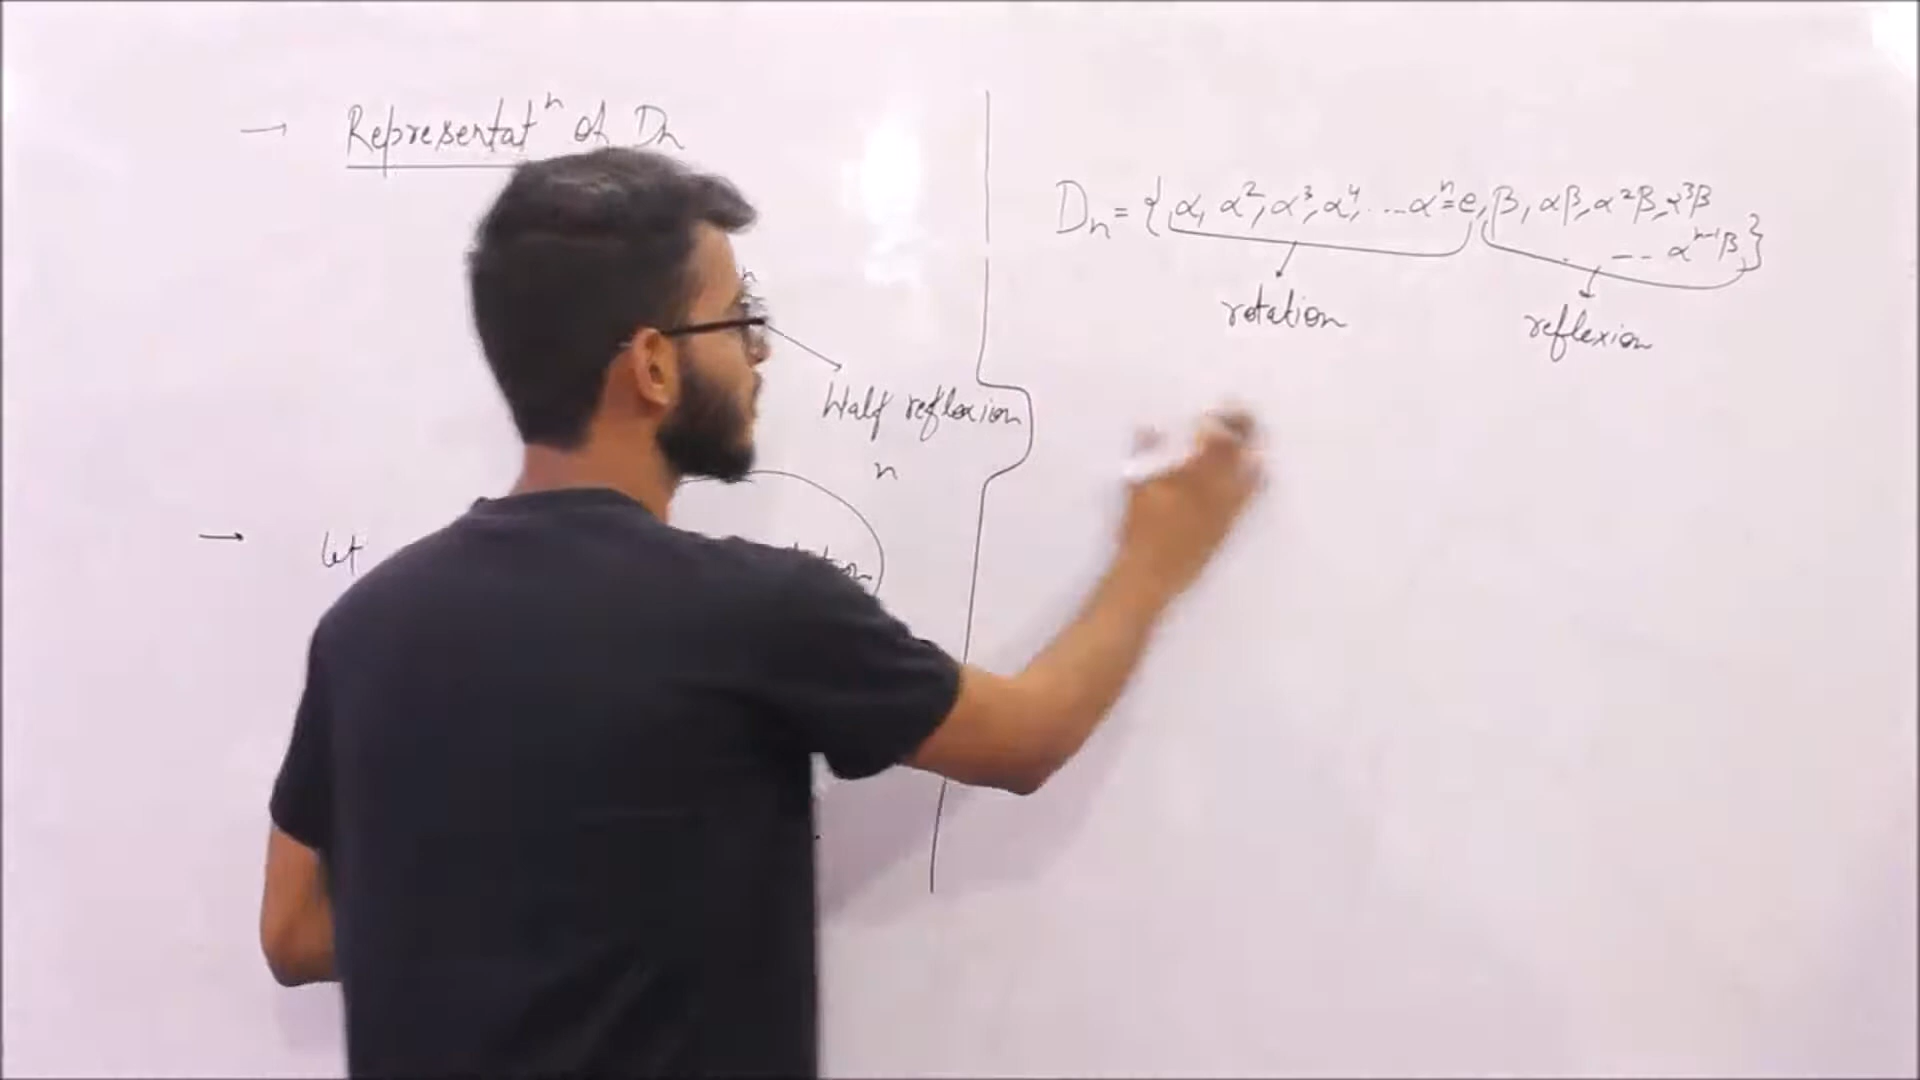 → Representatⁿ of Dn
n
Half reflexion
n
→ let
Dn = { α, α², α³, α⁴, ... αⁿ = e, β, αβ, α²β, α³β
-- αⁿ⁻¹β }
rotation
reflexion